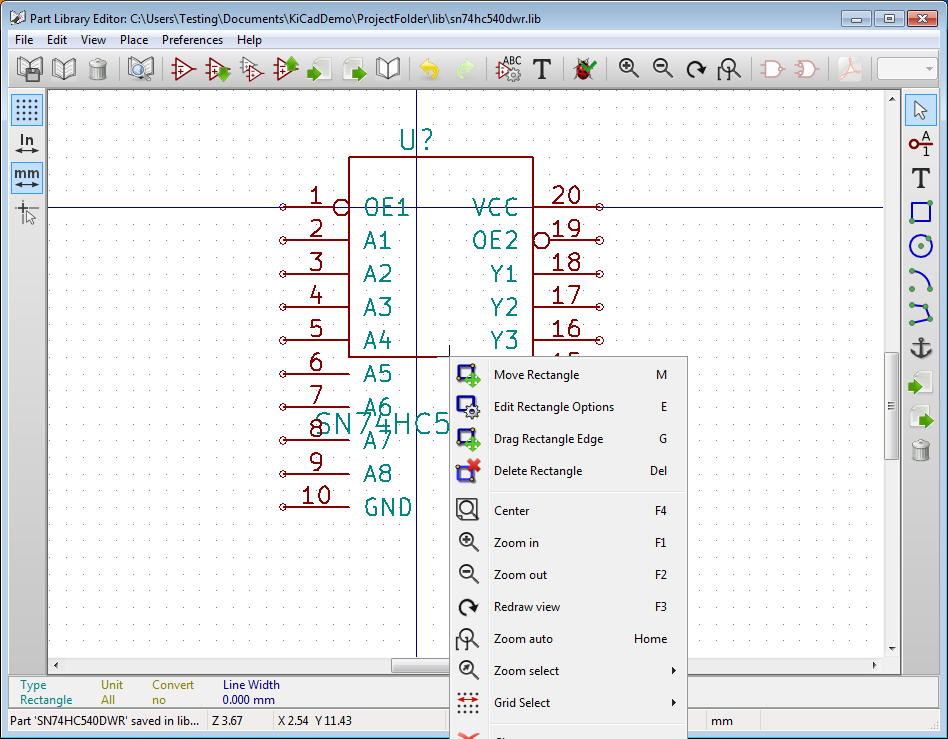 Part Library Editor: C:\Users\Testing\Documents\KiCadDemo\ProjectFolder\lib\sn74hc540dwr.lib
File Edit View Place Preferences Help
ABC
T
In
mm
A
1
T
U?
1 OE1 VCC 20
2 A1 OE2 19
3 A2 Y1 18
4 A3 Y2 17
5 A4 Y3 16
6 A5
7 A6
SN74HC5
8 A7
9 A8
10 GND
Move Rectangle M
Edit Rectangle Options E
Drag Rectangle Edge G
Delete Rectangle Del
Center F4
Zoom in F1
Zoom out F2
Redraw view F3
Zoom auto Home
Zoom select
Grid Select
Type Unit Convert Line Width
Rectangle All no 0.000 mm
Part 'SN74HC540DWR' saved in lib... Z 3.67 X 2.54 Y 11.43 mm